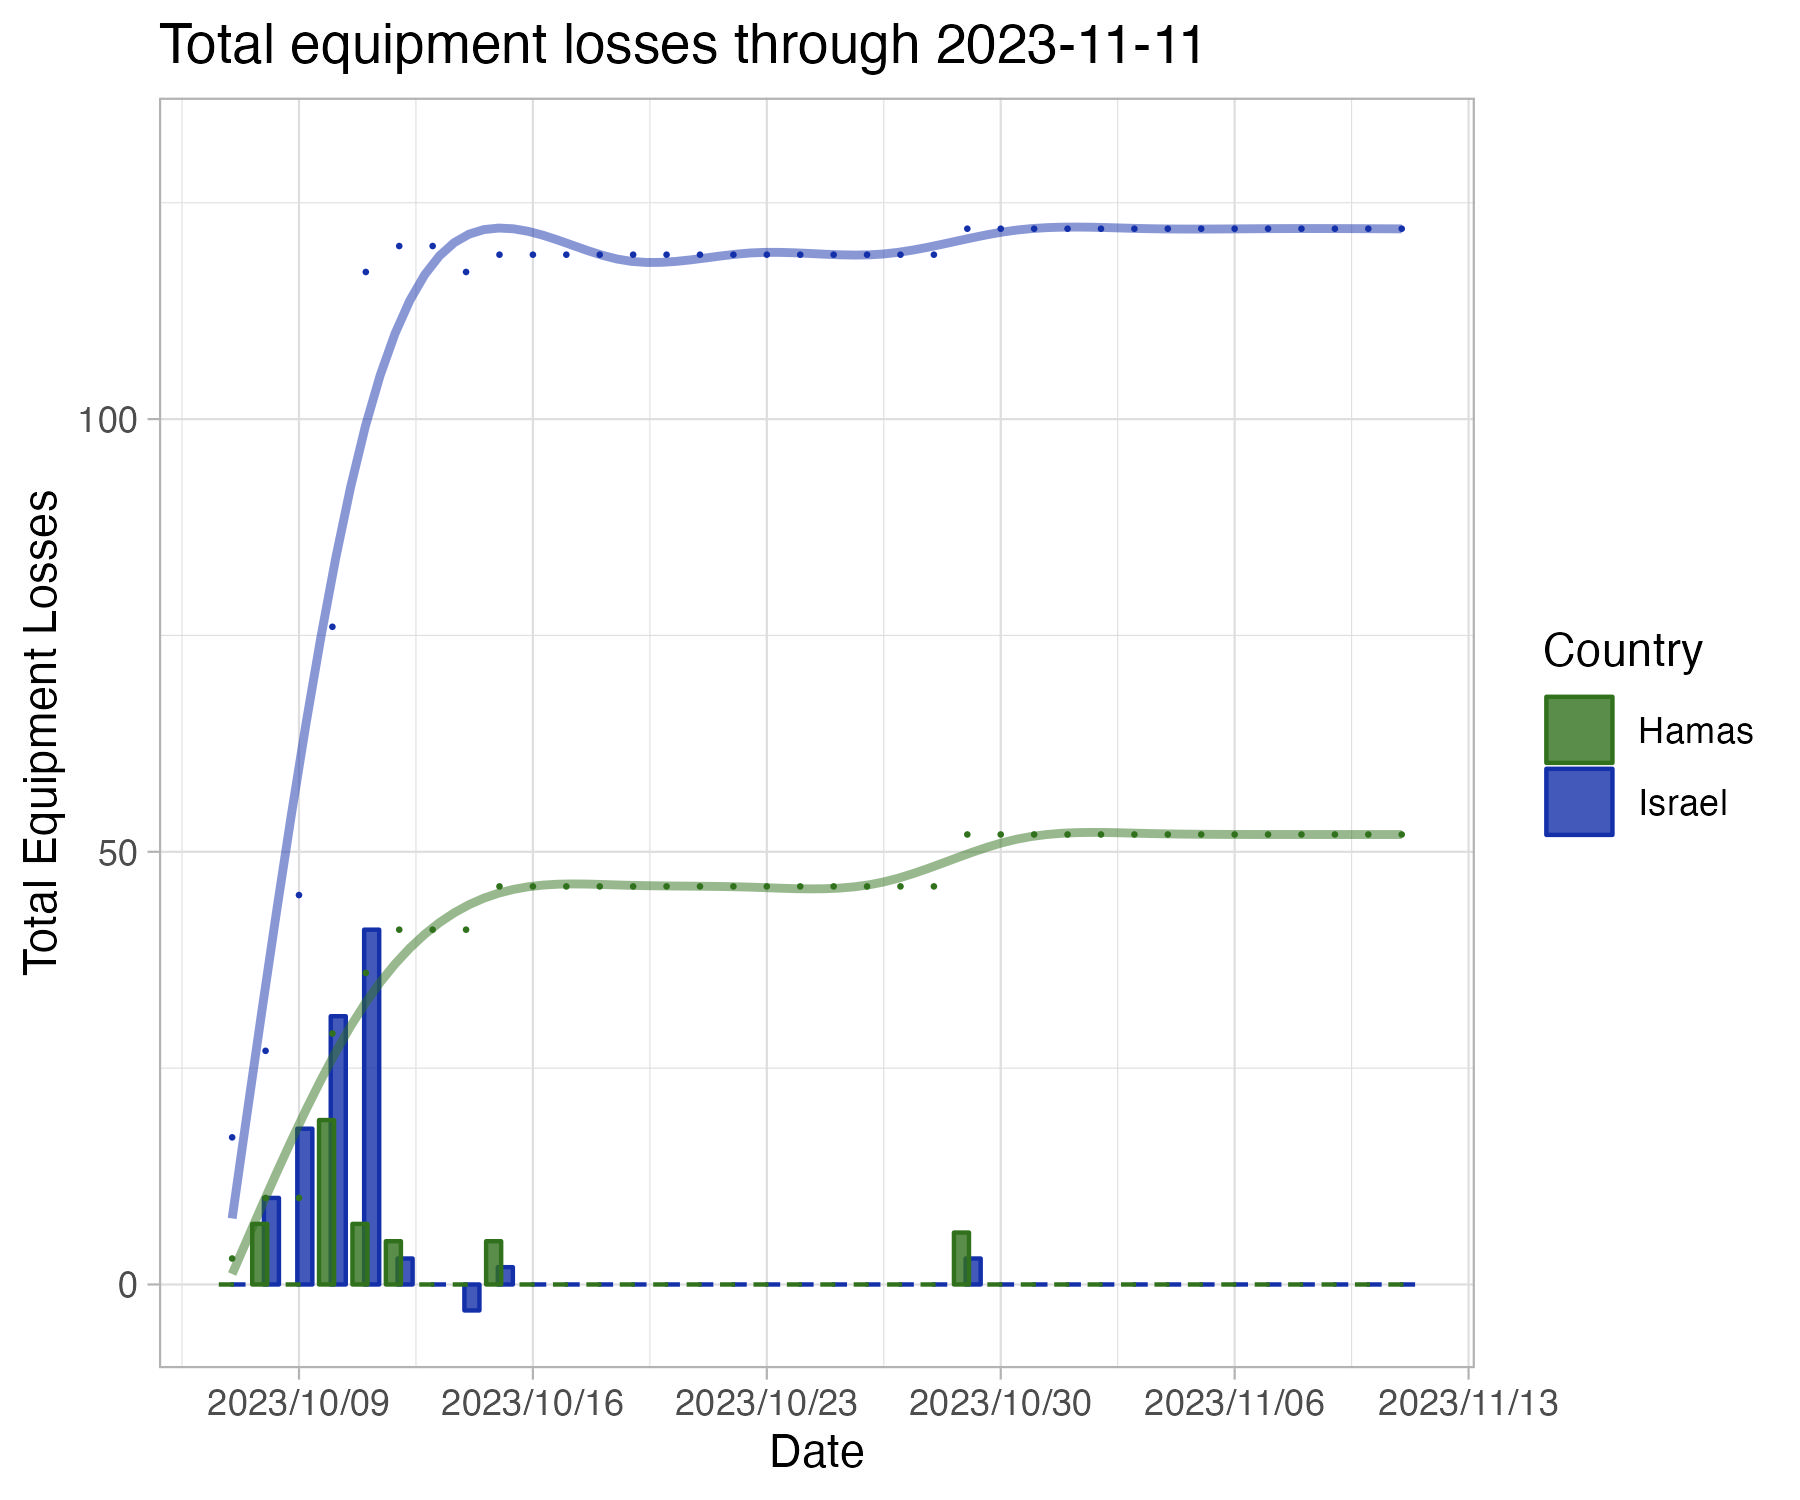 Total equipment losses through 2023-11-11
Total Equipment Losses
100
50
0
2023/10/09 2023/10/16 2023/10/23 2023/10/30 2023/11/06 2023/11/13
Date
Country
Hamas
Israel